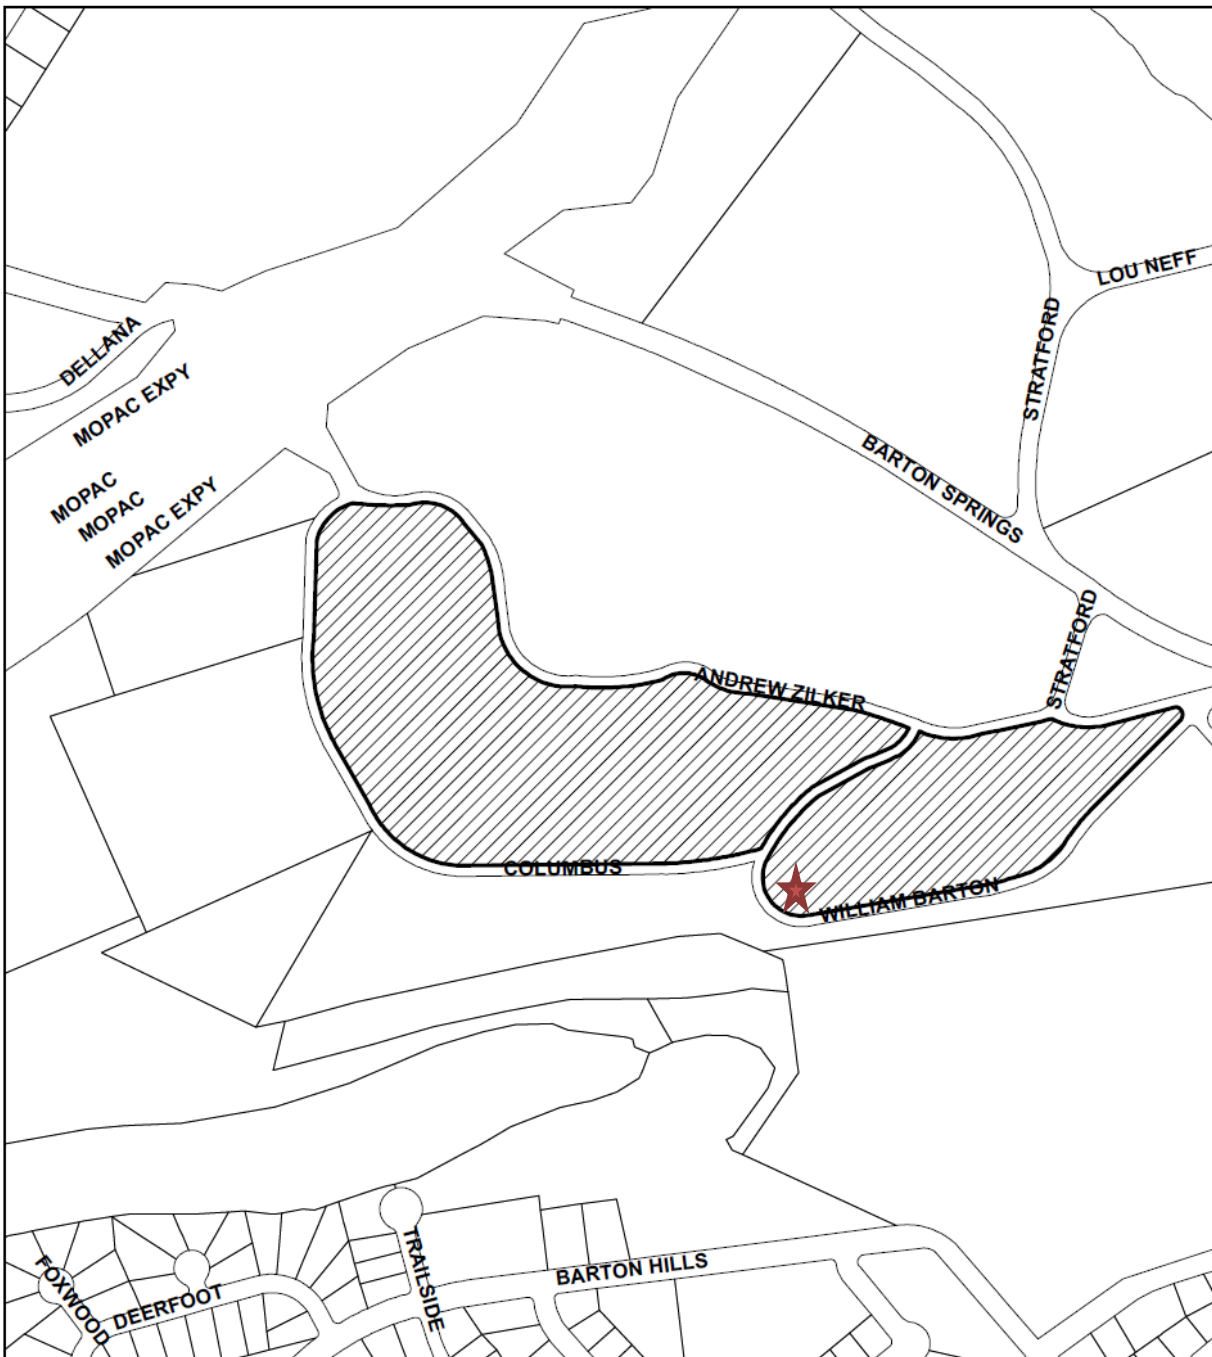 LOU NEFF
STRATFORD
DELLANA
MOPAC EXPY
BARTON SPRINGS
MOPAC
MOPAC
MOPAC EXPY
STRATFORD
ANDREW ZILKER
COLUMBUS
WILLIAM BARTON
TRAILSIDE
BARTON HILLS
FOXWOOD
DEERFOOT